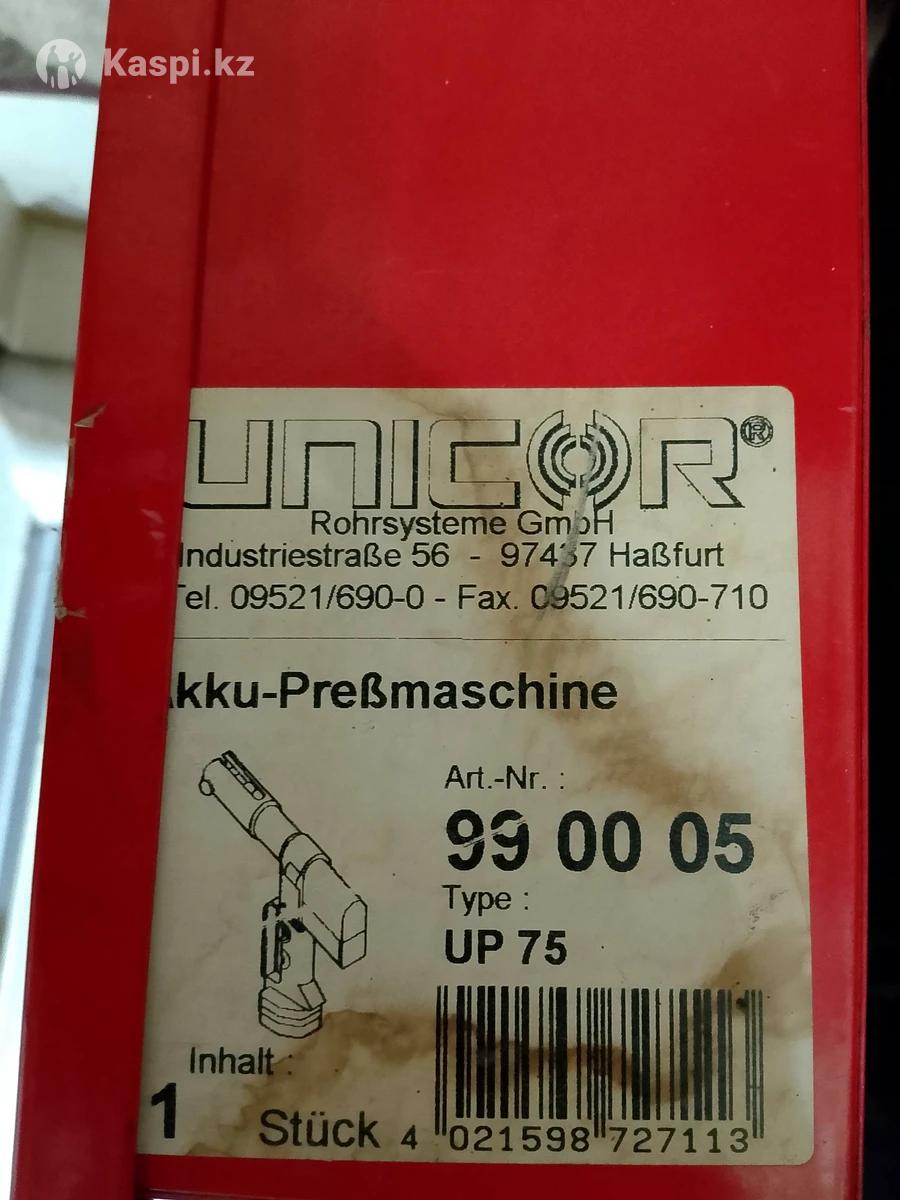 Kaspi.kz
UNICOR®
Rohrsysteme GmbH
Industriestraße 56 - 97437 Haßfurt
Tel. 09521/690-0 - Fax. 09521/690-710
Akku-Preßmaschine
Art.-Nr. :
99 00 05
Type :
UP 75
Inhalt :
1 Stück
4 021598 727113